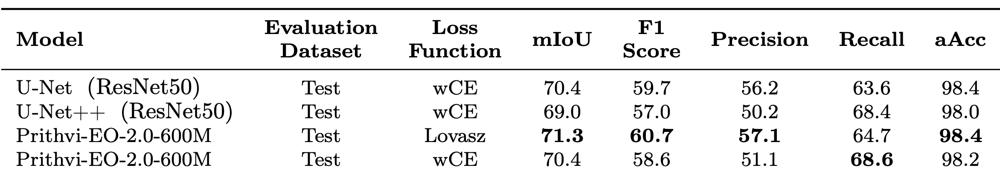 Model Evaluation Dataset Loss Function mIoU F1 Score Precision Recall aAcc
U-Net (ResNet50) Test wCE 70.4 59.7 56.2 63.6 98.4
U-Net++ (ResNet50) Test wCE 69.0 57.0 50.2 68.4 98.0
Prithvi-EO-2.0-600M Test Lovasz 71.3 60.7 57.1 64.7 98.4
Prithvi-EO-2.0-600M Test wCE 70.4 58.6 51.1 68.6 98.2